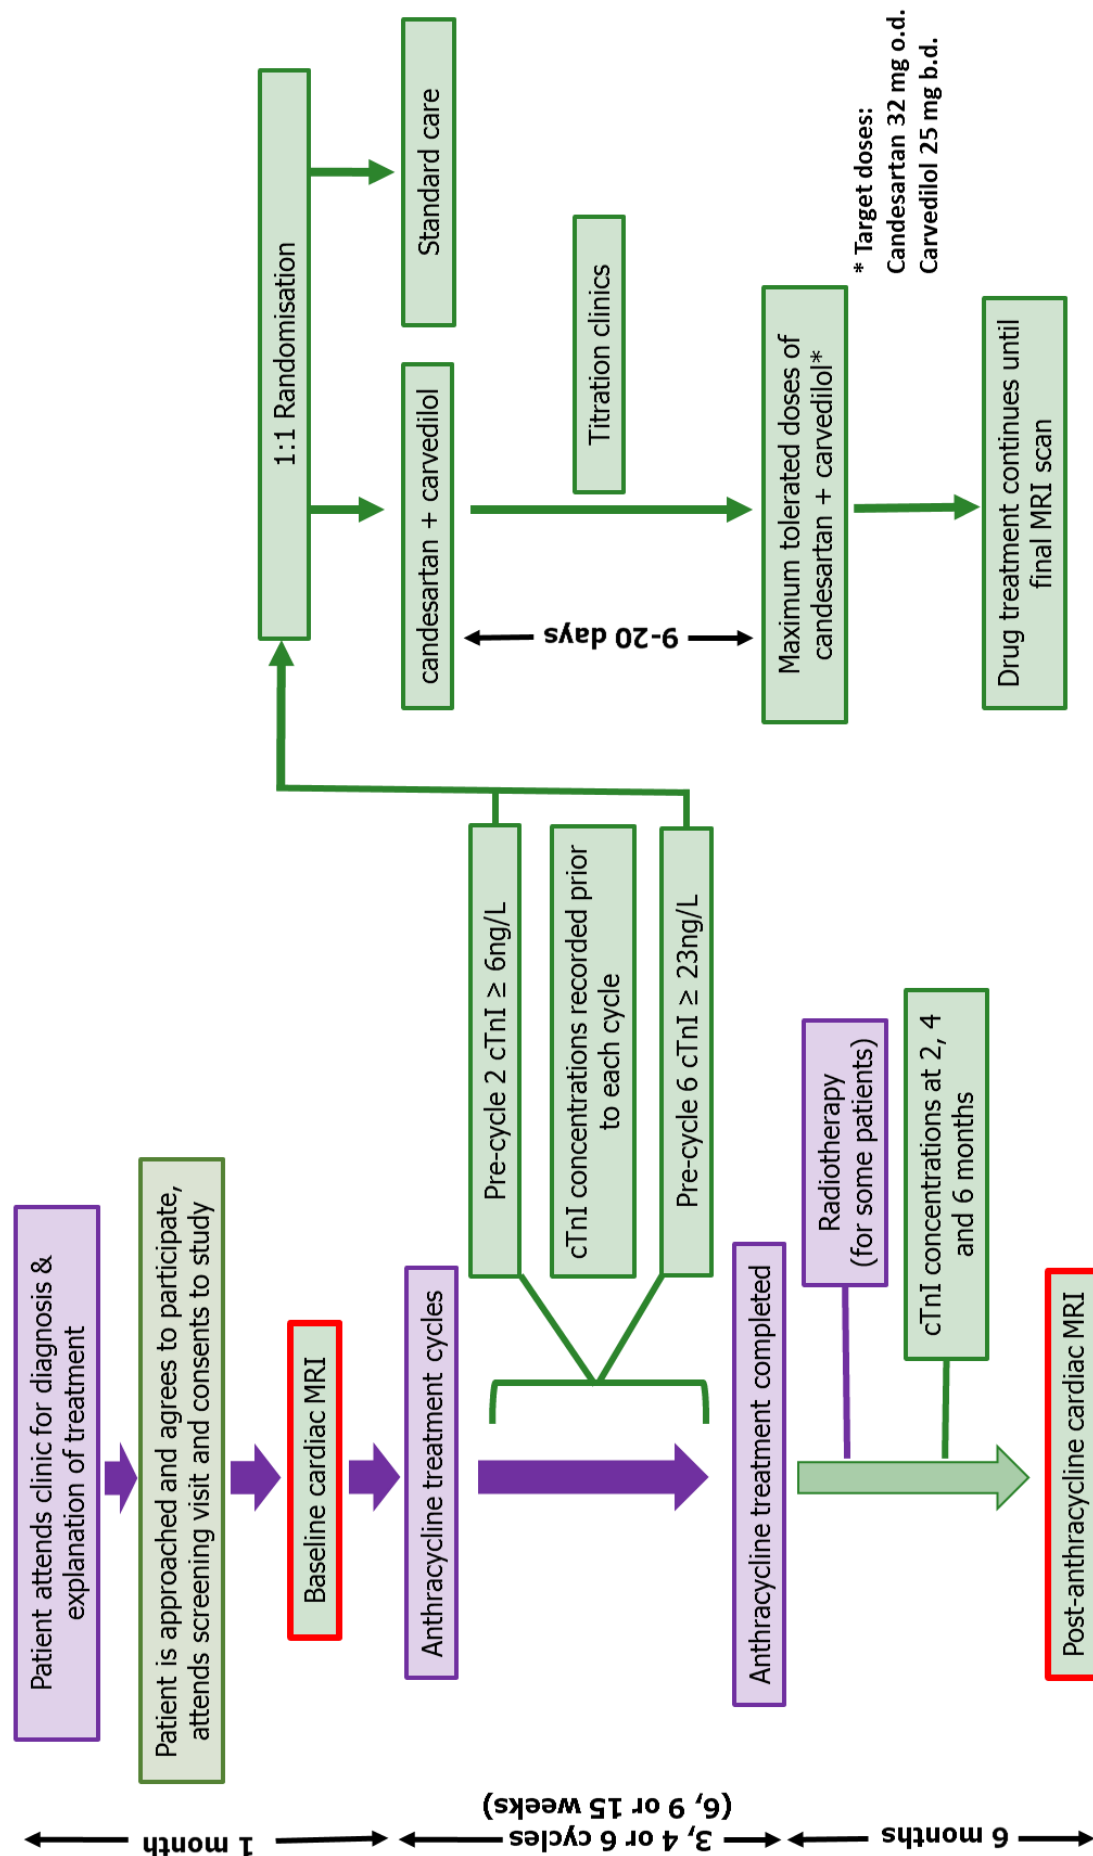 Patient attends clinic for diagnosis &
explanation of treatment
Patient is approached and agrees to participate,
attends screening visit and consents to study
Baseline cardiac MRI
Anthracycline treatment cycles
Anthracycline treatment completed
Post-anthracycline cardiac MRI
1 month
3, 4 or 6 cycles
(6, 9 or 15 weeks)
6 months
Pre-cycle 2 cTnI ≥ 6ng/L
cTnI concentrations recorded prior
to each cycle
Pre-cycle 6 cTnI ≥ 23ng/L
Radiotherapy
(for some patients)
cTnI concentrations at 2, 4
and 6 months
1:1 Randomisation
candesartan + carvedilol
Standard care
9-20 days
Titration clinics
Maximum tolerated doses of
candesartan + carvedilol*
* Target doses:
Candesartan 32 mg o.d.
Carvedilol 25 mg b.d.
Drug treatment continues until
final MRI scan